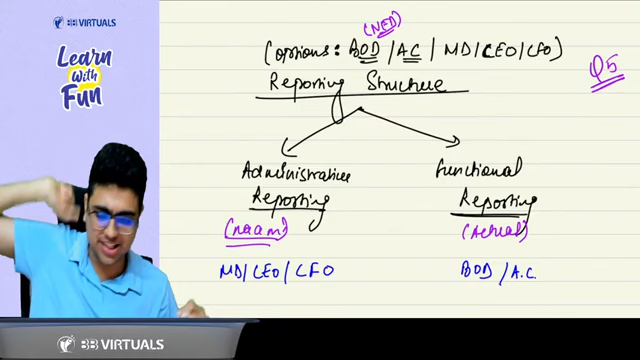 BB VIRTUALS
Learn
With
Fun
(NED)
(options: BOD / AC / MD / CEO / CFO)
Q5
Reporting Structure
Administrative
Reporting
(naam)
MD/CEO/CFO
Functional
Reporting
(Actual)
BOD / A.C.
BB VIRTUALS